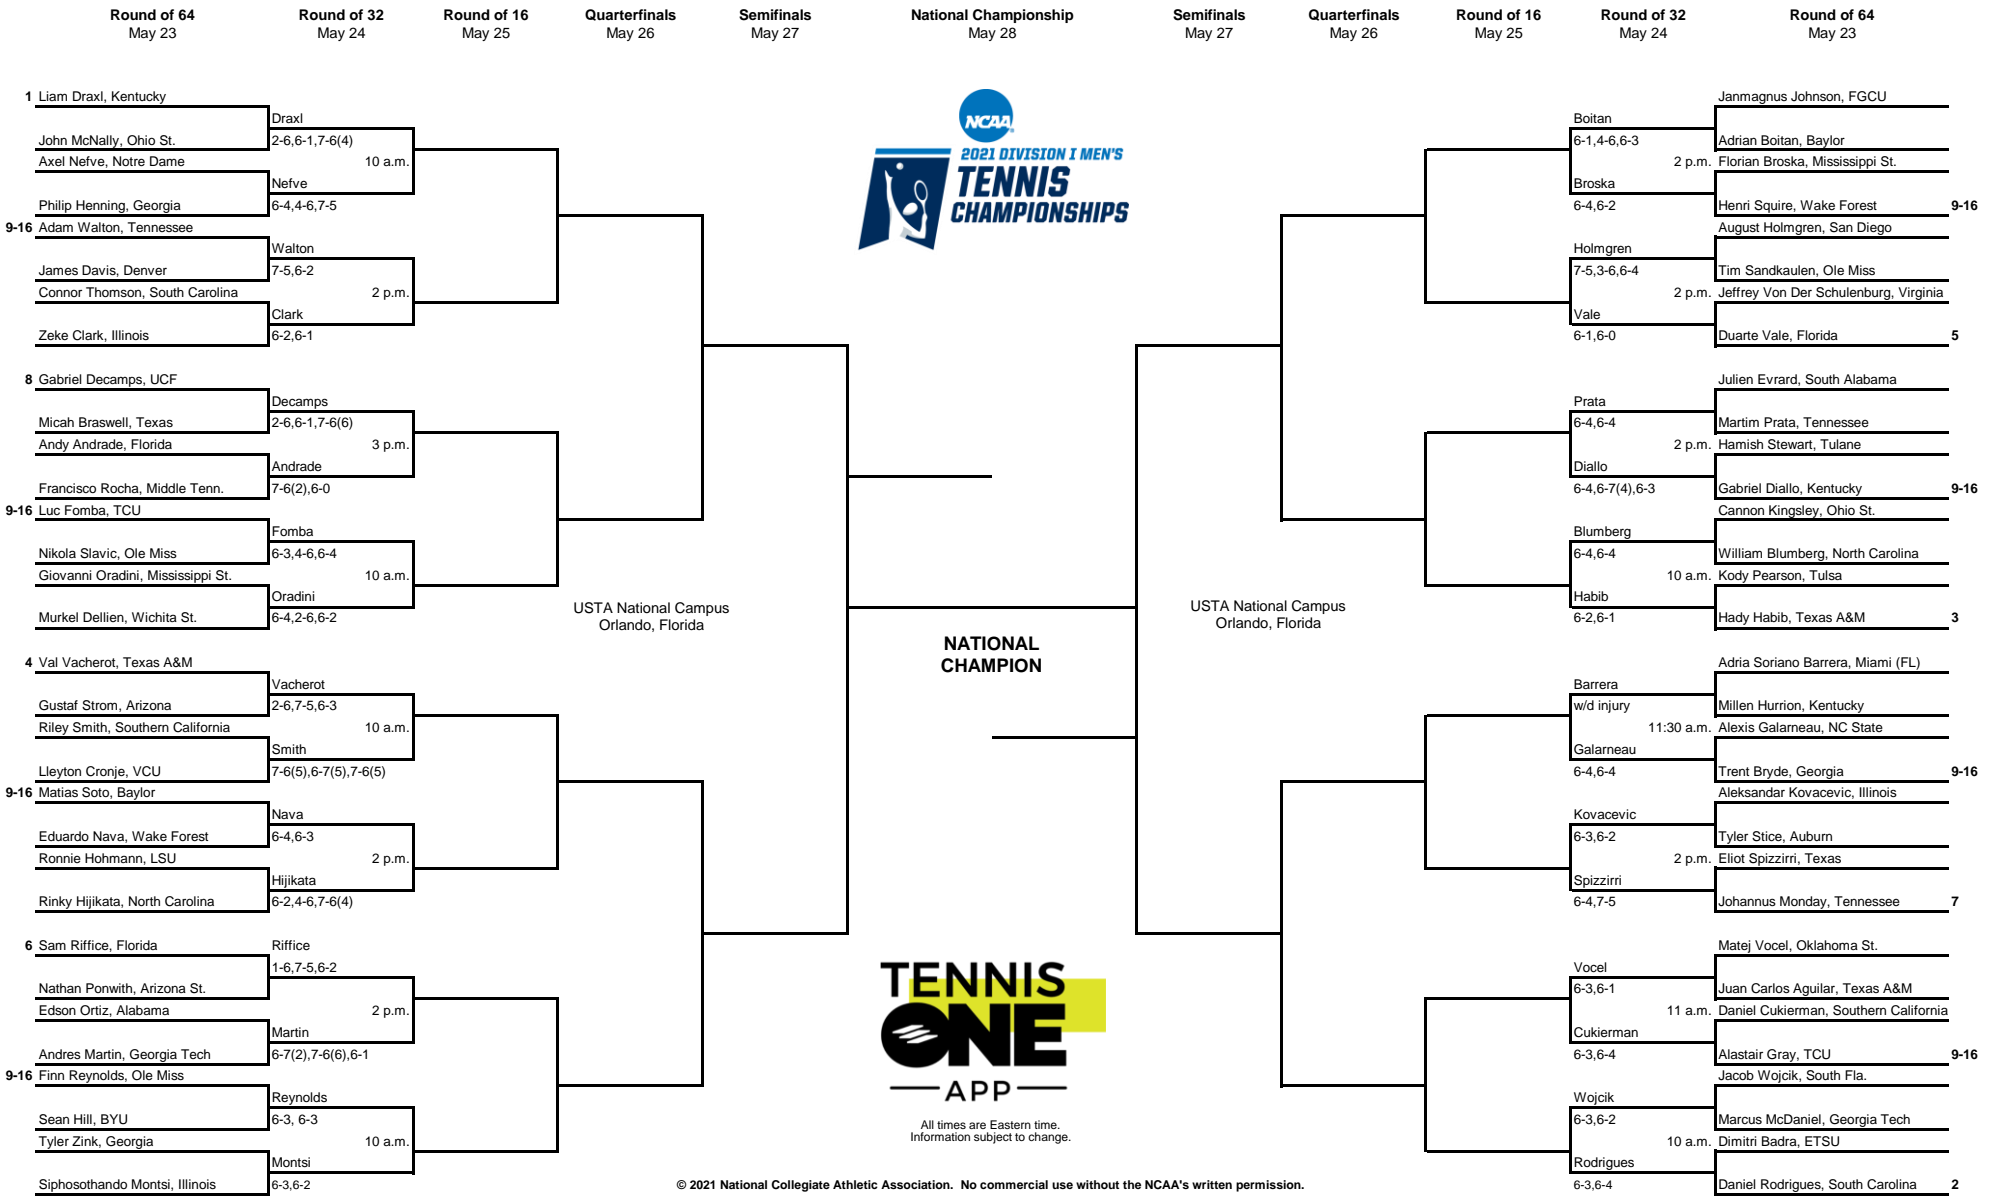 Round of 64
May 23
Round of 32
May 24
Round of 16
May 25
Quarterfinals
May 26
Semifinals
May 27
National Championship
May 28
Semifinals
May 27
Quarterfinals
May 26
Round of 16
May 25
Round of 32
May 24
Round of 64
May 23
1 Liam Draxl, Kentucky
Draxl
John McNally, Ohio St.
2-6,6-1,7-6(4)
Axel Nefve, Notre Dame
10 a.m.
Nefve
Philip Henning, Georgia
6-4,4-6,7-5
9-16 Adam Walton, Tennessee
Walton
James Davis, Denver
7-5,6-2
Connor Thomson, South Carolina
2 p.m.
Clark
Zeke Clark, Illinois
6-2,6-1
8 Gabriel Decamps, UCF
Decamps
Micah Braswell, Texas
2-6,6-1,7-6(6)
Andy Andrade, Florida
3 p.m.
Andrade
Francisco Rocha, Middle Tenn.
7-6(2),6-0
9-16 Luc Fomba, TCU
Fomba
Nikola Slavic, Ole Miss
6-3,4-6,6-4
Giovanni Oradini, Mississippi St.
10 a.m.
Oradini
Murkel Dellien, Wichita St.
6-4,2-6,6-2
4 Val Vacherot, Texas A&M
Vacherot
Gustaf Strom, Arizona
2-6,7-5,6-3
Riley Smith, Southern California
10 a.m.
Smith
Lleyton Cronje, VCU
7-6(5),6-7(5),7-6(5)
9-16 Matias Soto, Baylor
Nava
Eduardo Nava, Wake Forest
6-4,6-3
Ronnie Hohmann, LSU
2 p.m.
Hijikata
Rinky Hijikata, North Carolina
6-2,4-6,7-6(4)
6 Sam Riffice, Florida
Riffice
1-6,7-5,6-2
Nathan Ponwith, Arizona St.
Edson Ortiz, Alabama
2 p.m.
Martin
Andres Martin, Georgia Tech
6-7(2),7-6(6),6-1
9-16 Finn Reynolds, Ole Miss
Reynolds
Sean Hill, BYU
6-3, 6-3
Tyler Zink, Georgia
10 a.m.
Montsi
Siphosothando Montsi, Illinois
6-3,6-2
USTA National Campus
Orlando, Florida
NCAA
2021 DIVISION I MEN'S
TENNIS
CHAMPIONSHIPS
NATIONAL
CHAMPION
TENNIS
ONE
APP
All times are Eastern time.
Information subject to change.
© 2021 National Collegiate Athletic Association. No commercial use without the NCAA's written permission.
USTA National Campus
Orlando, Florida
Janmagnus Johnson, FGCU
Boitan
6-1,4-6,6-3
Adrian Boitan, Baylor
2 p.m.
Florian Broska, Mississippi St.
Broska
6-4,6-2
Henri Squire, Wake Forest 9-16
August Holmgren, San Diego
Holmgren
7-5,3-6,6-4
Tim Sandkaulen, Ole Miss
2 p.m.
Jeffrey Von Der Schulenburg, Virginia
Vale
6-1,6-0
Duarte Vale, Florida 5
Julien Evrard, South Alabama
Prata
6-4,6-4
Martim Prata, Tennessee
2 p.m.
Hamish Stewart, Tulane
Diallo
6-4,6-7(4),6-3
Gabriel Diallo, Kentucky 9-16
Cannon Kingsley, Ohio St.
Blumberg
6-4,6-4
William Blumberg, North Carolina
10 a.m.
Kody Pearson, Tulsa
Habib
6-2,6-1
Hady Habib, Texas A&M 3
Adria Soriano Barrera, Miami (FL)
Barrera
w/d injury
Millen Hurrion, Kentucky
11:30 a.m.
Alexis Galarneau, NC State
Galarneau
6-4,6-4
Trent Bryde, Georgia 9-16
Aleksandar Kovacevic, Illinois
Kovacevic
6-3,6-2
Tyler Stice, Auburn
2 p.m.
Eliot Spizzirri, Texas
Spizzirri
6-4,7-5
Johannus Monday, Tennessee 7
Matej Vocel, Oklahoma St.
Vocel
6-3,6-1
Juan Carlos Aguilar, Texas A&M
11 a.m.
Daniel Cukierman, Southern California
Cukierman
6-3,6-4
Alastair Gray, TCU 9-16
Jacob Wojcik, South Fla.
Wojcik
6-3,6-2
Marcus McDaniel, Georgia Tech
10 a.m.
Dimitri Badra, ETSU
Rodrigues
6-3,6-4
Daniel Rodrigues, South Carolina 2